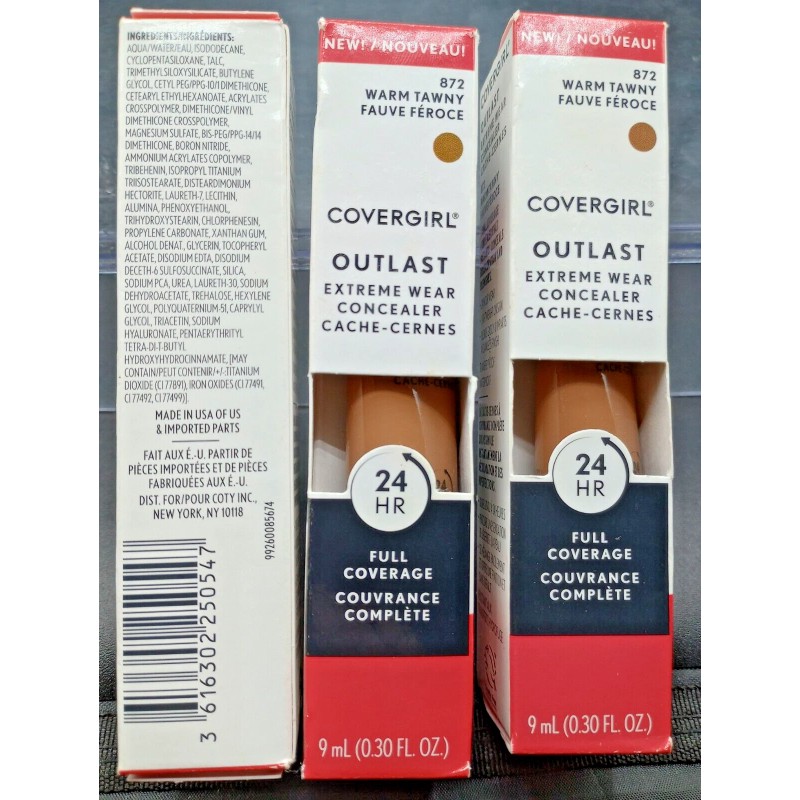 INGREDIENTS/INGRÉDIENTS:
AQUA/WATER/EAU, ISODODECANE,
CYCLOPENTASILOXANE, TALC,
TRIMETHYLSILOXYSILICATE, BUTYLENE
GLYCOL, CETYL PEG/PPG-10/1 DIMETHICONE,
CETEARYL ETHYLHEXANOATE, ACRYLATES
CROSSPOLYMER, DIMETHICONE/VINYL
DIMETHICONE CROSSPOLYMER,
MAGNESIUM SULFATE, BIS-PEG/PPG-14/14
DIMETHICONE, BORON NITRIDE,
AMMONIUM ACRYLATES COPOLYMER,
TRIBEHENIN, ISOPROPYL TITANIUM
TRIISOSTEARATE, DISTEARDIMONIUM
HECTORITE, LAURETH-7, LECITHIN,
ALUMINA, PHENOXYETHANOL,
TRIHYDROXYSTEARIN, CHLORPHENESIN,
PROPYLENE CARBONATE, XANTHAN GUM,
ALCOHOL DENAT., GLYCERIN, TOCOPHERYL
ACETATE, DISODIUM EDTA, DISODIUM
DECETH-6 SULFOSUCCINATE, SILICA,
SODIUM PCA, UREA, LAURETH-30, SODIUM
DEHYDROACETATE, TREHALOSE, HEXYLENE
GLYCOL, POLYQUATERNIUM-51, CAPRYLYL
GLYCOL, TRIACETIN, SODIUM
HYALURONATE, PENTAERYTHRITYL
TETRA-DI-T-BUTYL
HYDROXYHYDROCINNAMATE, [MAY
CONTAIN/PEUT CONTENIR/+/-:TITANIUM
DIOXIDE (CI 77891), IRON OXIDES (CI 77491,
CI 77492, CI 77499)].
MADE IN USA OF US
& IMPORTED PARTS
FAIT AUX É.-U. PARTIR DE
PIÈCES IMPORTÉES ET DE PIÈCES
FABRIQUÉES AUX É.-U.
DIST. FOR/POUR COTY INC.,
NEW YORK, NY 10118
99260085674
3 616302 250547
NEW! / NOUVEAU!
872
WARM TAWNY
FAUVE FÉROCE
COVERGIRL®
OUTLAST
EXTREME WEAR
CONCEALER
CACHE-CERNES
CACHE-CERN
24
HR
FULL
COVERAGE
COUVRANCE
COMPLÈTE
9 mL (0.30 FL. OZ.)
NEW! / NOUVEAU!
872
WARM TAWNY
FAUVE FÉROCE
COVERGIRL®
OUTLAST
EXTREME WEAR
CONCEALER
CACHE-CERNES
24
HR
FULL
COVERAGE
COUVRANCE
COMPLÈTE
9 mL (0.30 FL. OZ.)
COVERGIRL